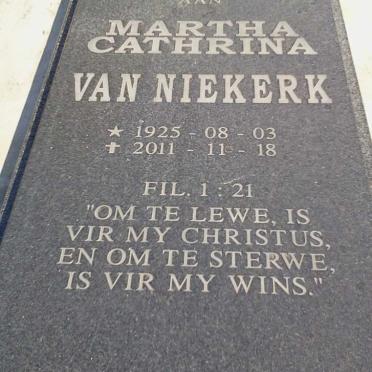 AAN
MARTHA
CATHRINA
VAN NIEKERK
★ 1925 - 08 - 03
✝ 2011 - 11 - 18
FIL. 1 : 21
"OM TE LEWE, IS
VIR MY CHRISTUS,
EN OM TE STERWE,
IS VIR MY WINS."